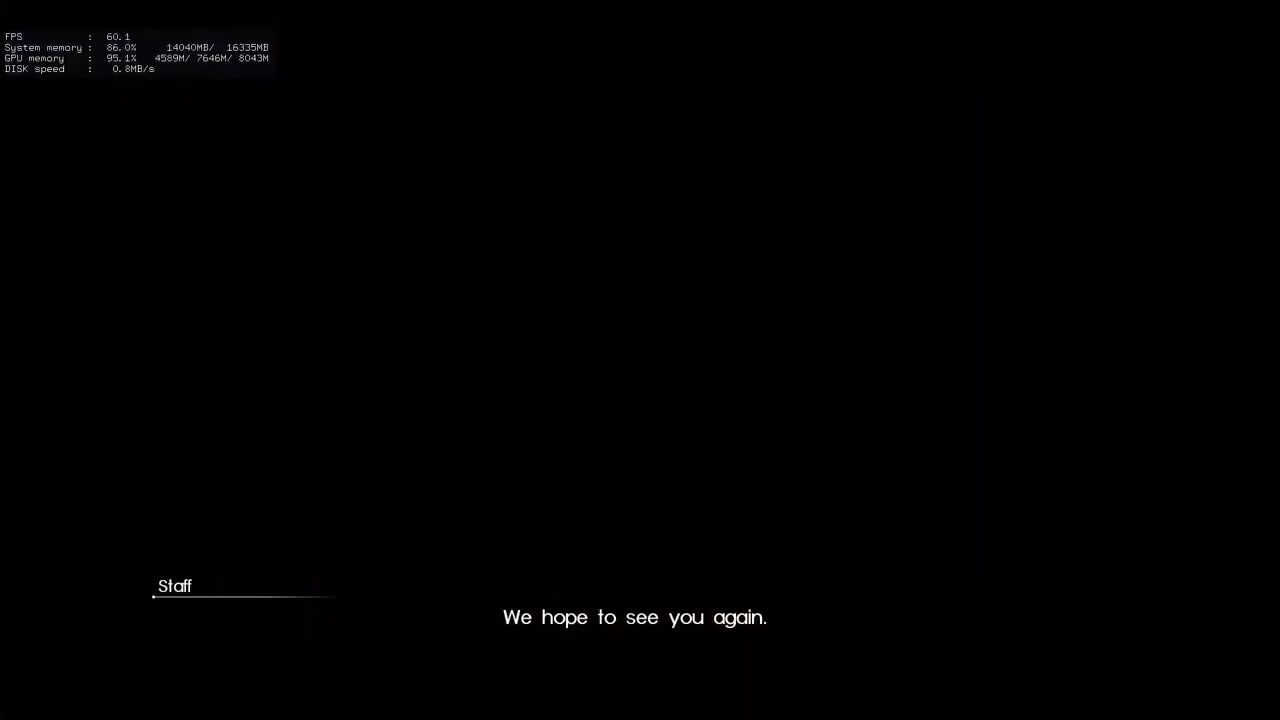 FPS : 60.1
System memory : 86.0% 14040MB/ 16335MB
GPU memory : 95.1% 4589M/ 7646M/ 8043M
DISK speed : 0.8MB/s
Staff
We hope to see you again.